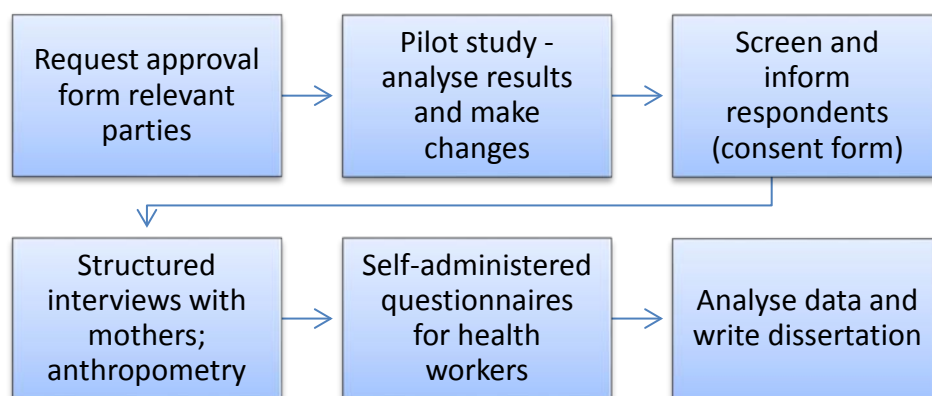 Request approval
form relevant
parties
Pilot study -
analyse results
and make
changes
Screen and
inform
respondents
(consent form)
Structured
interviews with
mothers;
anthropometry
Self-administered
questionnaires
for health
workers
Analyse data and
write dissertation